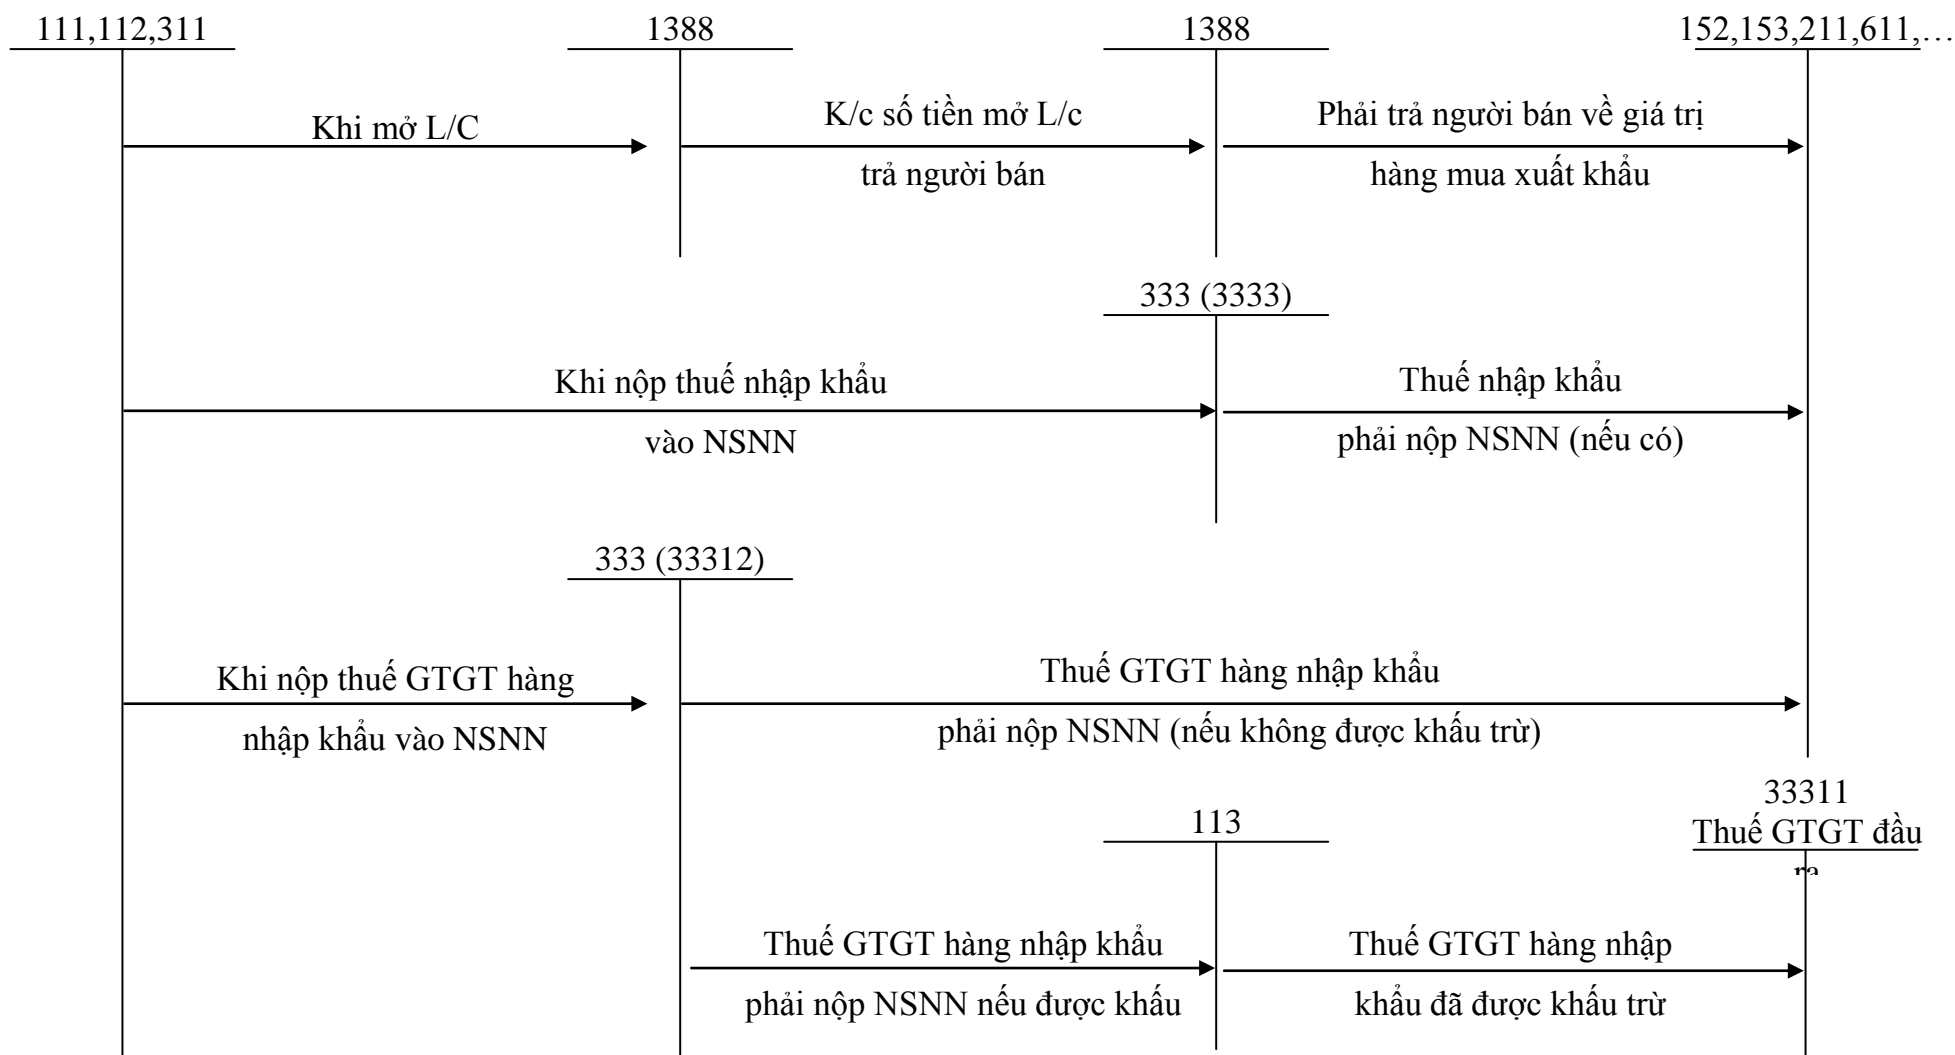 111,112,311
1388
1388
152,153,211,611,…
Khi mở L/C
K/c số tiền mở L/c
trả người bán
Phải trả người bán về giá trị
hàng mua xuất khẩu
333 (3333)
Khi nộp thuế nhập khẩu
vào NSNN
Thuế nhập khẩu
phải nộp NSNN (nếu có)
333 (33312)
Khi nộp thuế GTGT hàng
nhập khẩu vào NSNN
Thuế GTGT hàng nhập khẩu
phải nộp NSNN (nếu không được khấu trừ)
113
33311
Thuế GTGT đầu
ra
Thuế GTGT hàng nhập khẩu
phải nộp NSNN nếu được khấu
Thuế GTGT hàng nhập
khẩu đã được khấu trừ